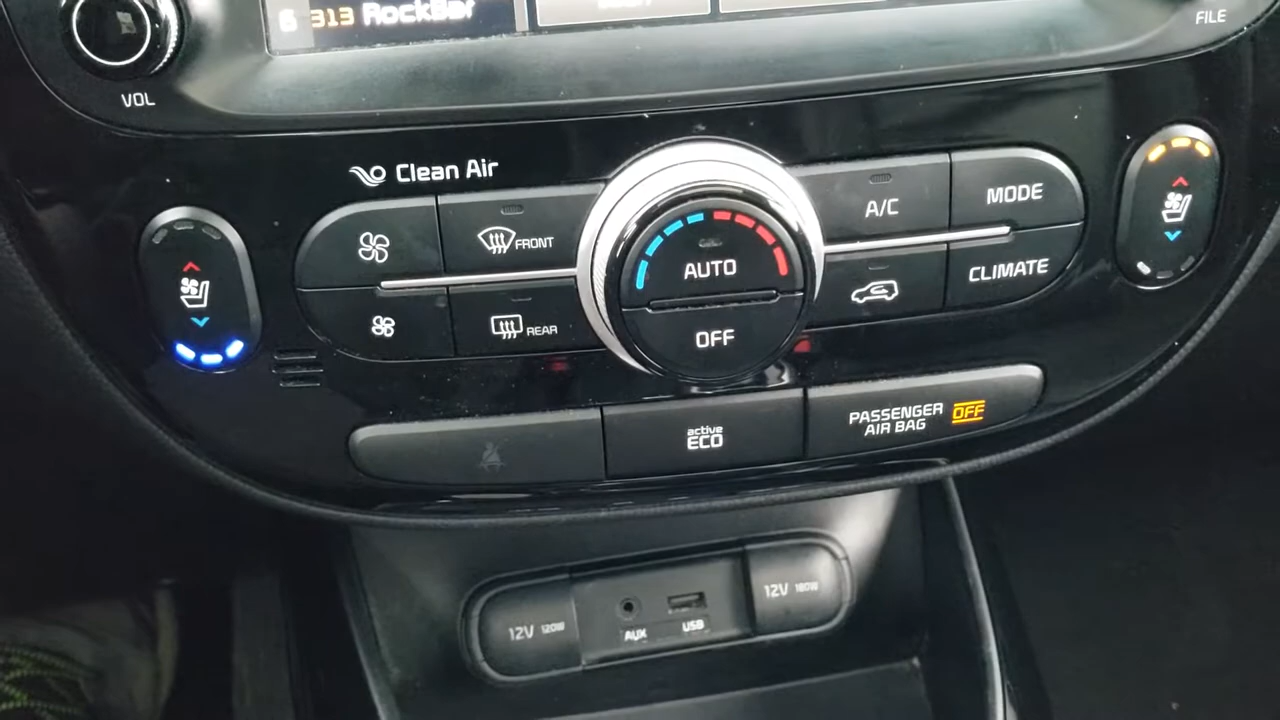 6 313 RockBar
VOL
FILE
Clean Air
FRONT
A/C
MODE
AUTO
REAR
CLIMATE
OFF
active
ECO
PASSENGER
AIR BAG
OFF
12V 120W
AUX
USB
12V 180W